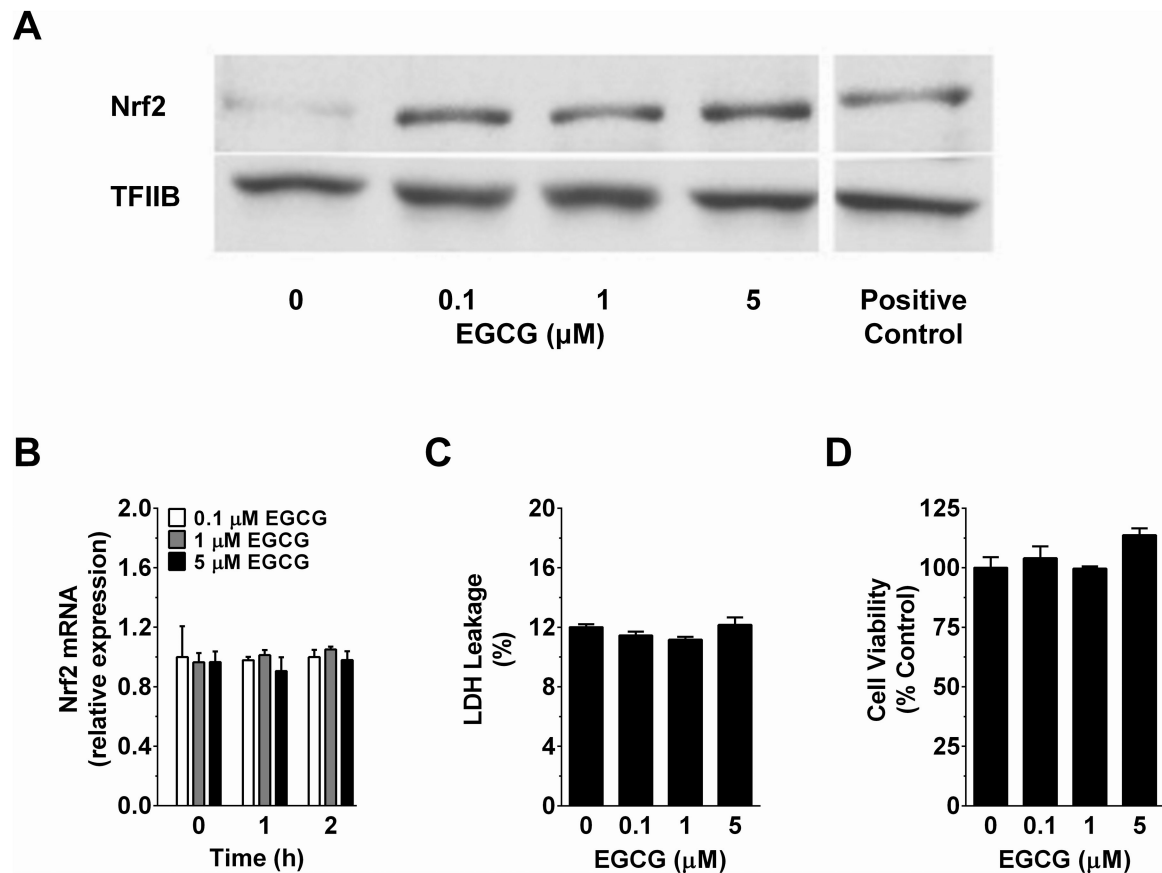 A
Nrf2
TFIIB
0 0.1 1 5 Positive
EGCG (µM) Control
B
2.0
1.6
1.2
0.8
0.4
0.0
Nrf2 mRNA
(relative expression)
0.1 µM EGCG
1 µM EGCG
5 µM EGCG
0 1 2
Time (h)
C
20
16
12
8
4
0
LDH Leakage
(%)
0 0.1 1 5
EGCG (µM)
D
125
100
75
50
25
0
Cell Viability
(% Control)
0 0.1 1 5
EGCG (µM)